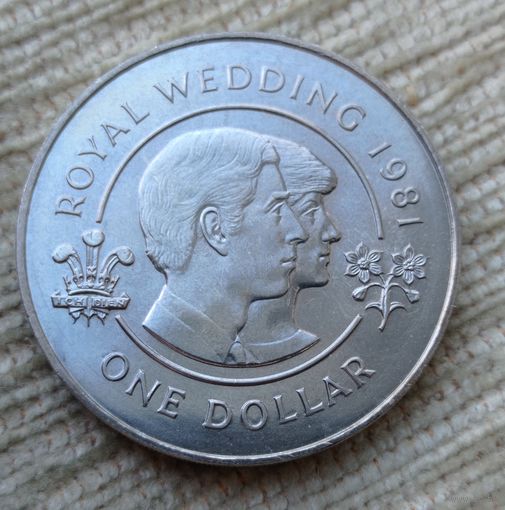 ROYAL WEDDING 1981
ICH DIEN
ONE DOLLAR